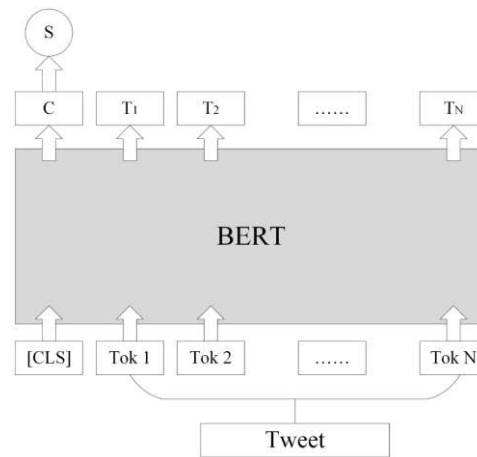 S
C T1 T2 ...... TN
BERT
[CLS] Tok 1 Tok 2 ...... Tok N
Tweet